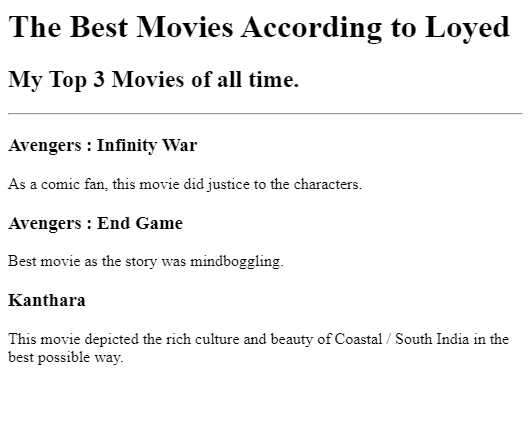 The Best Movies According to Loyed
My Top 3 Movies of all time.
Avengers : Infinity War
As a comic fan, this movie did justice to the characters.
Avengers : End Game
Best movie as the story was mindboggling.
Kanthara
This movie depicted the rich culture and beauty of Coastal / South India in the
best possible way.